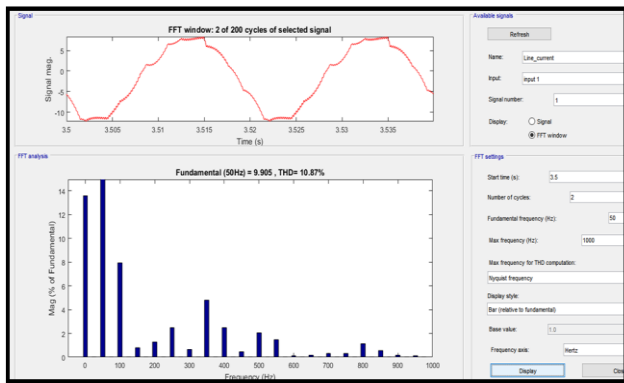 Signal
FFT window: 2 of 200 cycles of selected signal
5
0
-5
-10
Signal mag.
3.5 3.505 3.51 3.515 3.52 3.525 3.53 3.535
Time (s)
FFT analysis
Fundamental (50Hz) = 9.905 , THD= 10.87%
14
12
10
8
6
4
2
0
Mag (% of Fundamental)
0 100 200 300 400 500 600 700 800 900 1000
Frequency (Hz)
Available signals
Refresh
Name: Line_current
Input: input 1
Signal number: 1
Display: Signal
FFT window
FFT settings
Start time (s): 3.5
Number of cycles: 2
Fundamental frequency (Hz): 50
Max frequency (Hz): 1000
Max frequency for THD computation:
Nyquist frequency
Display style:
Bar (relative to fundamental)
Base value: 1.0
Frequency axis: Hertz
Display Clos